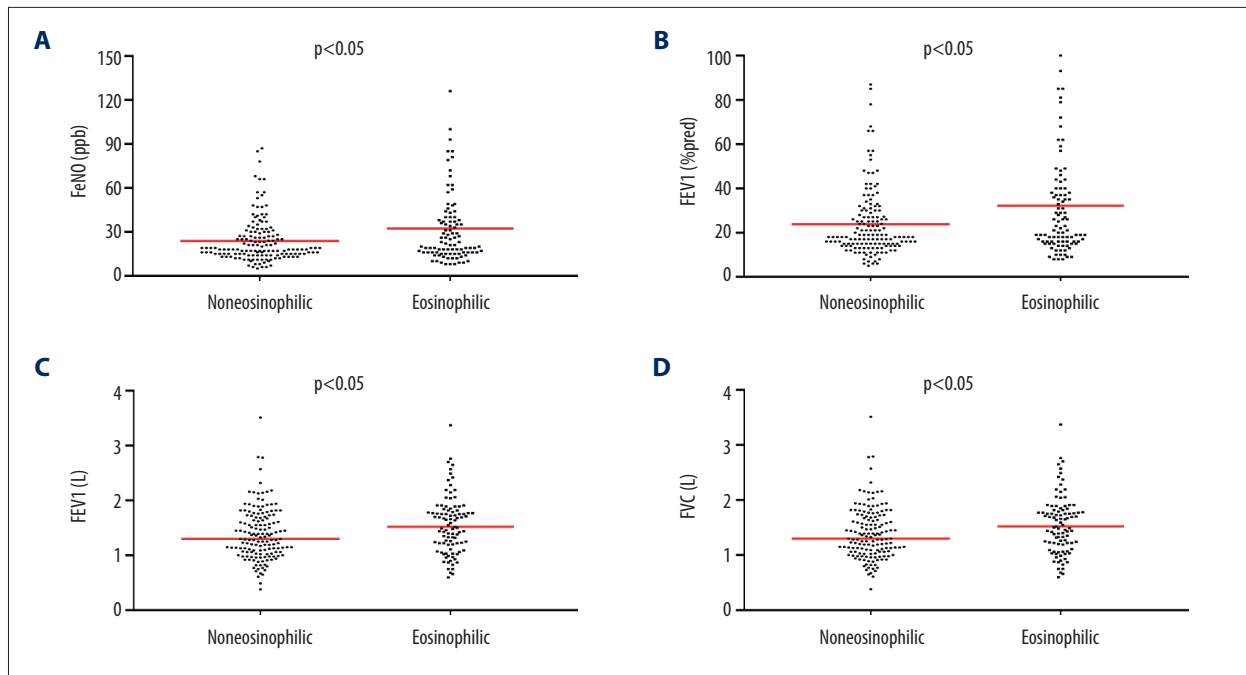 A
p<0.05
FeNO (ppb)
150
120
90
60
30
0
Noneosinophilic Eosinophilic
B
p<0.05
FEV1 (%pred)
100
80
60
40
20
0
Noneosinophilic Eosinophilic
C
p<0.05
FEV1 (L)
4
3
2
1
0
Noneosinophilic Eosinophilic
D
p<0.05
FVC (L)
4
3
2
1
0
Noneosinophilic Eosinophilic